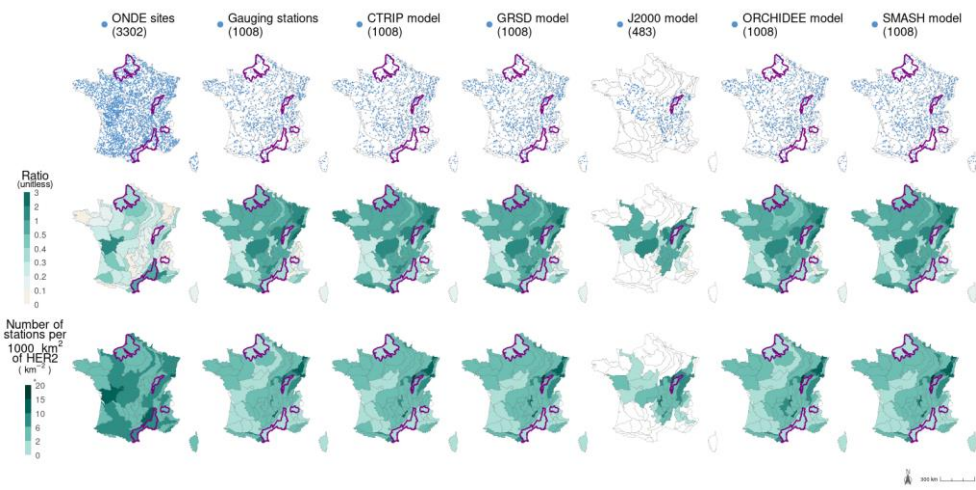 ONDE sites
(3302)
Gauging stations
(1008)
CTRIP model
(1008)
GRSD model
(1008)
J2000 model
(483)
ORCHIDEE model
(1008)
SMASH model
(1008)
Ratio
(unitless)
3
2
1
0.5
0.4
0.3
0.2
0.1
0
Number of
stations per
1000 km²
of HER2
(km⁻²)
20
15
10
6
2
0
N
300 km